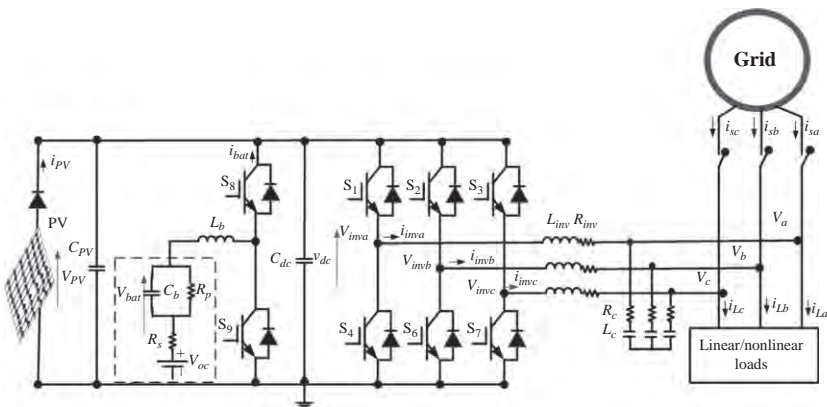 Grid
i_sc
i_sb
i_sa
i_PV
i_bat
S_8
S_1
S_2
S_3
PV
L_b
L_inv R_inv
V_a
V_inva
i_inva
C_PV
C_dc
v_dc
V_invb
i_invb
V_b
V_PV
V_invc
i_invc
V_c
V_bat
C_b
R_p
R_c
i_Lc
i_Lb
i_La
S_9
S_4
S_6
S_7
L_c
R_s
+
V_oc
Linear/nonlinear
loads